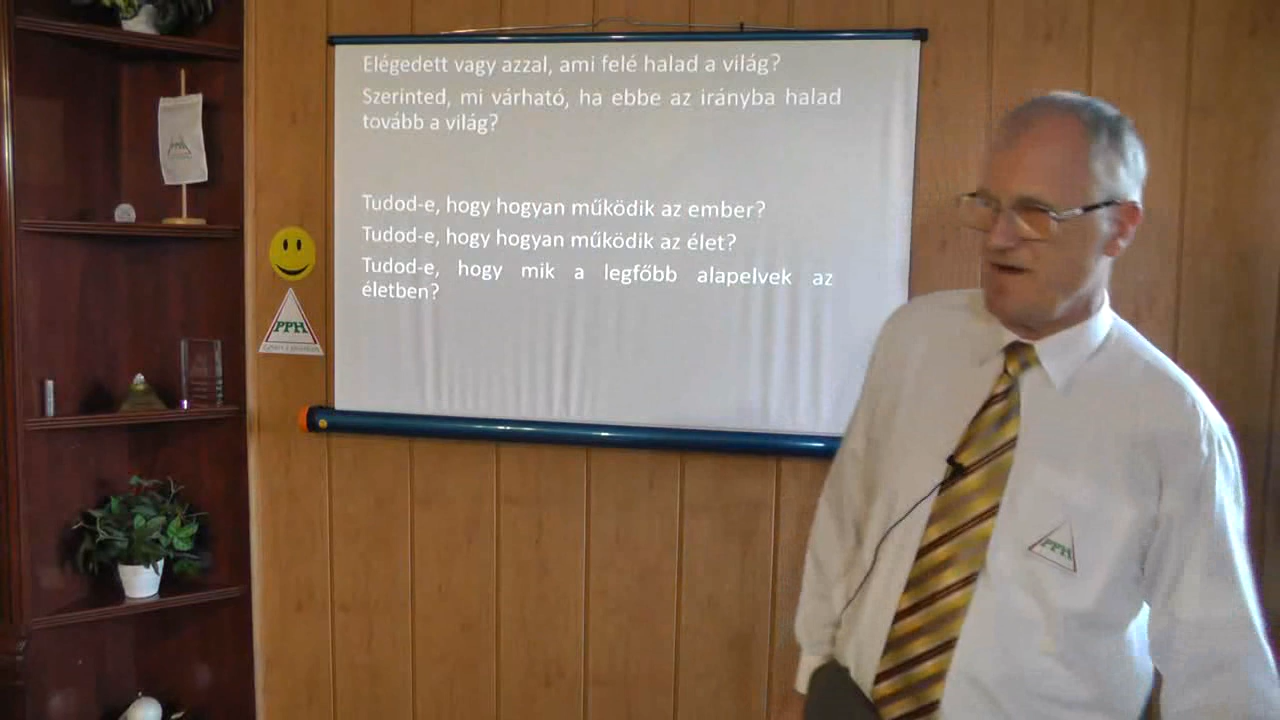 Elégedett vagy azzal, ami felé halad a világ?
Szerinted, mi várható, ha ebbe az irányba halad
tovább a világ?
Tudod-e, hogy hogyan működik az ember?
Tudod-e, hogy hogyan működik az élet?
Tudod-e, hogy mik a legfőbb alapelvek az
életben?
PPH
PPH